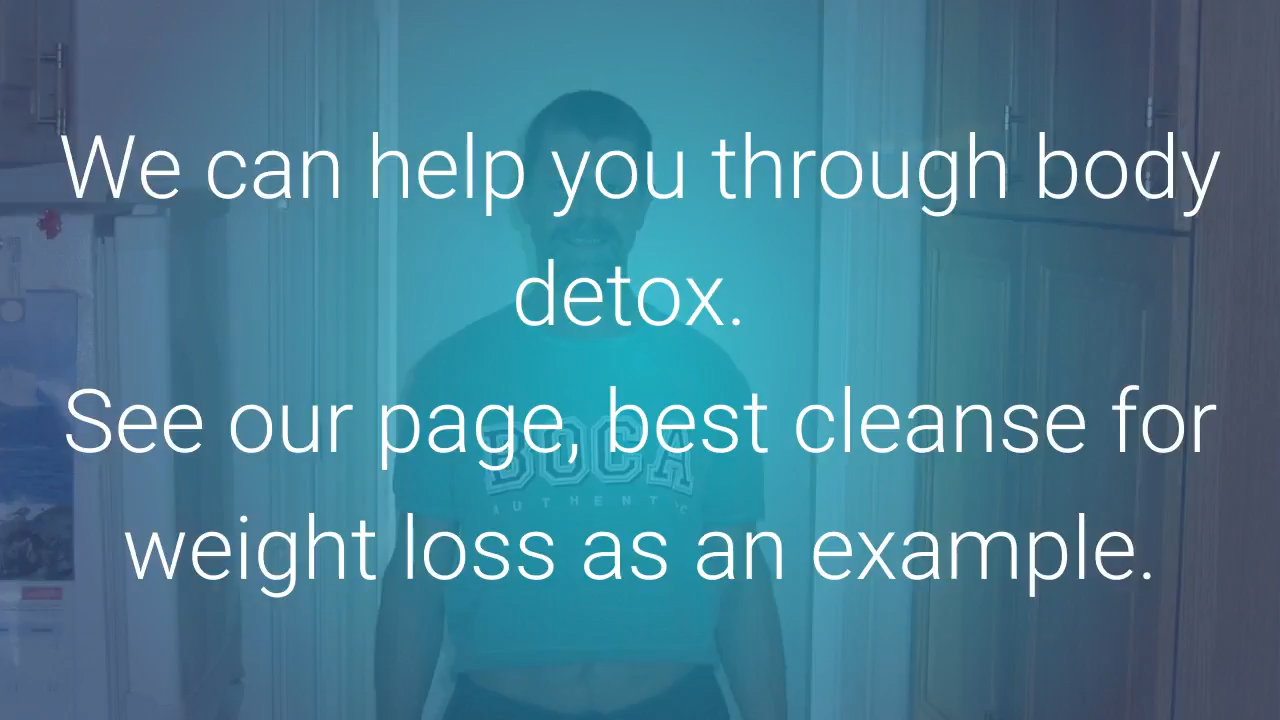 We can help you through body
detox.
See our page, best cleanse for
weight loss as an example.
BOCA
AUTHENTIC